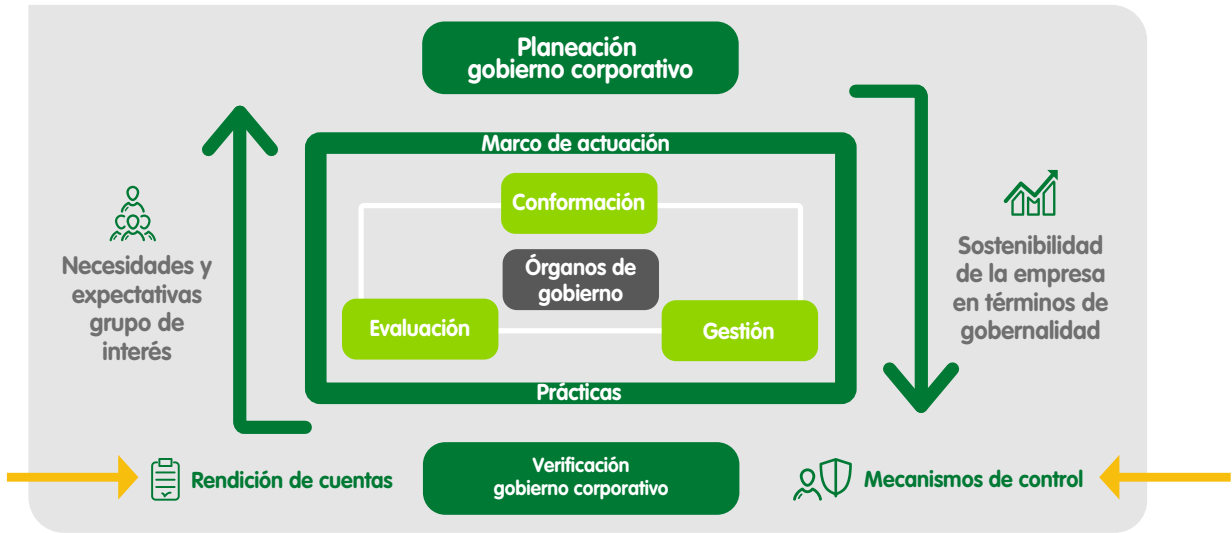 Planeación
gobierno corporativo
Marco de actuación
Conformación
Órganos de
gobierno
Evaluación
Gestión
Prácticas
Necesidades y
expectativas
grupo de
interés
Sostenibilidad
de la empresa
en términos de
gobernalidad
Rendición de cuentas
Verificación
gobierno corporativo
Mecanismos de control